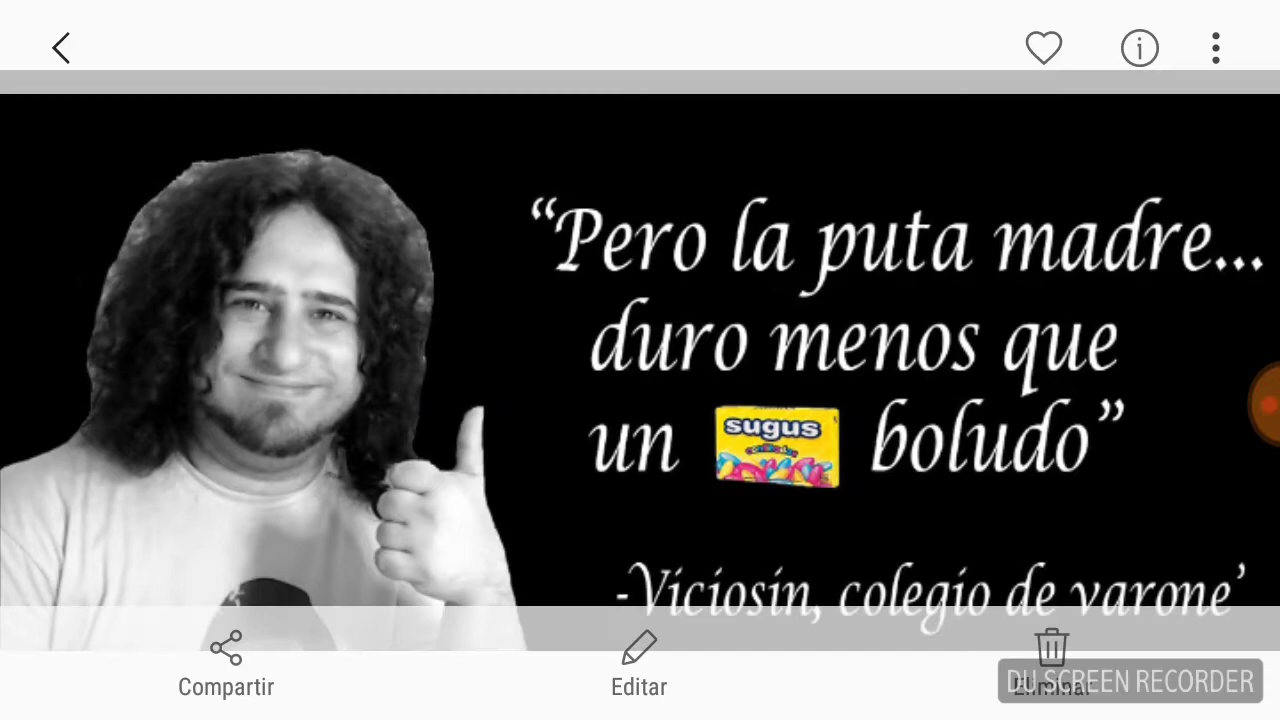 “Pero la puta madre...
duro menos que
un sugus boludo”
-Viciosin, colegio de varone’
Compartir
Editar
Eliminar
DU SCREEN RECORDER